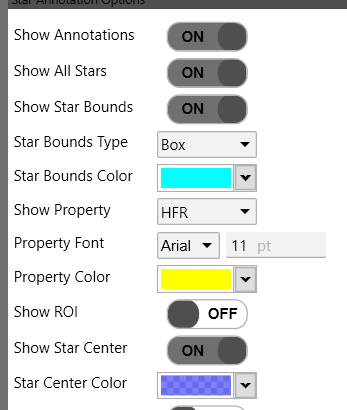 Star Annotation Options
Show Annotations ON
Show All Stars ON
Show Star Bounds ON
Star Bounds Type Box
Star Bounds Color
Show Property HFR
Property Font Arial 11 pt
Property Color
Show ROI OFF
Show Star Center ON
Star Center Color